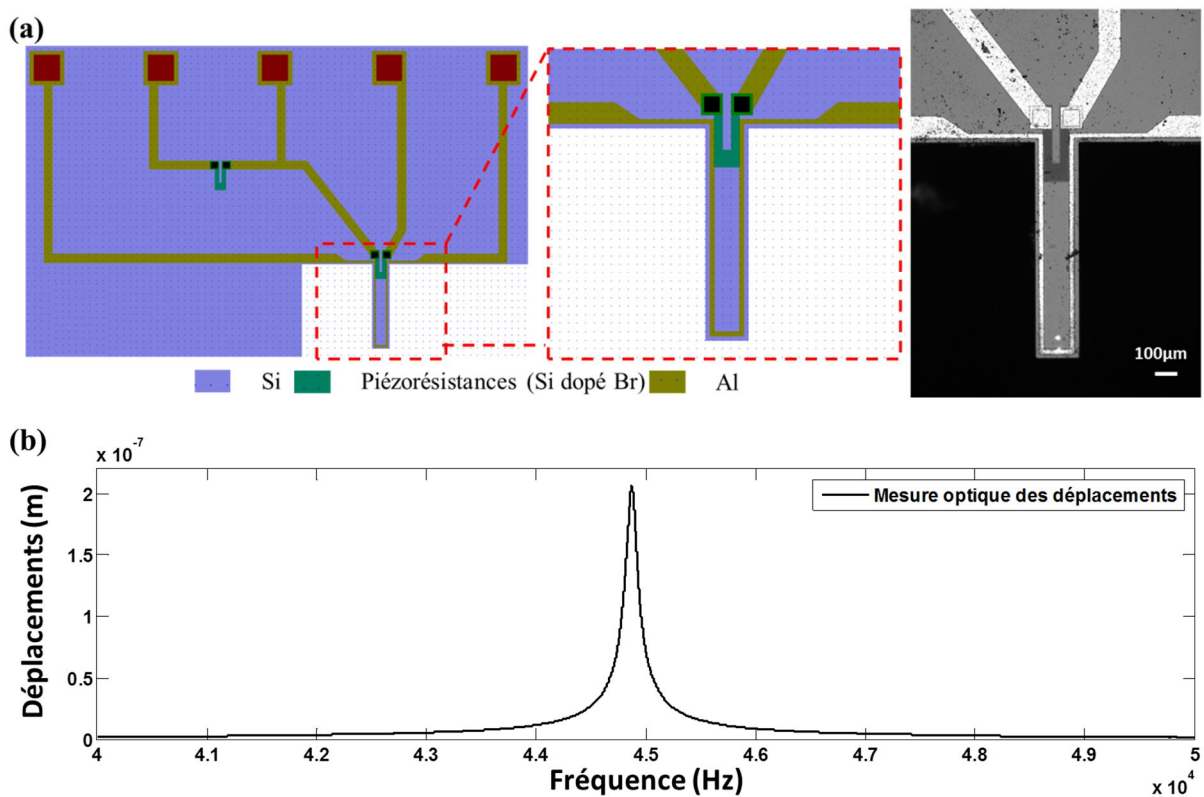 (a)
100µm
Si
Piézorésistances (Si dopé Br)
Al
(b)
x 10⁻⁷
Mesure optique des déplacements
Déplacements (m)
2
1.5
1
0.5
0
4
4.1
4.2
4.3
4.4
4.5
4.6
4.7
4.8
4.9
5
Fréquence (Hz)
x 10⁴